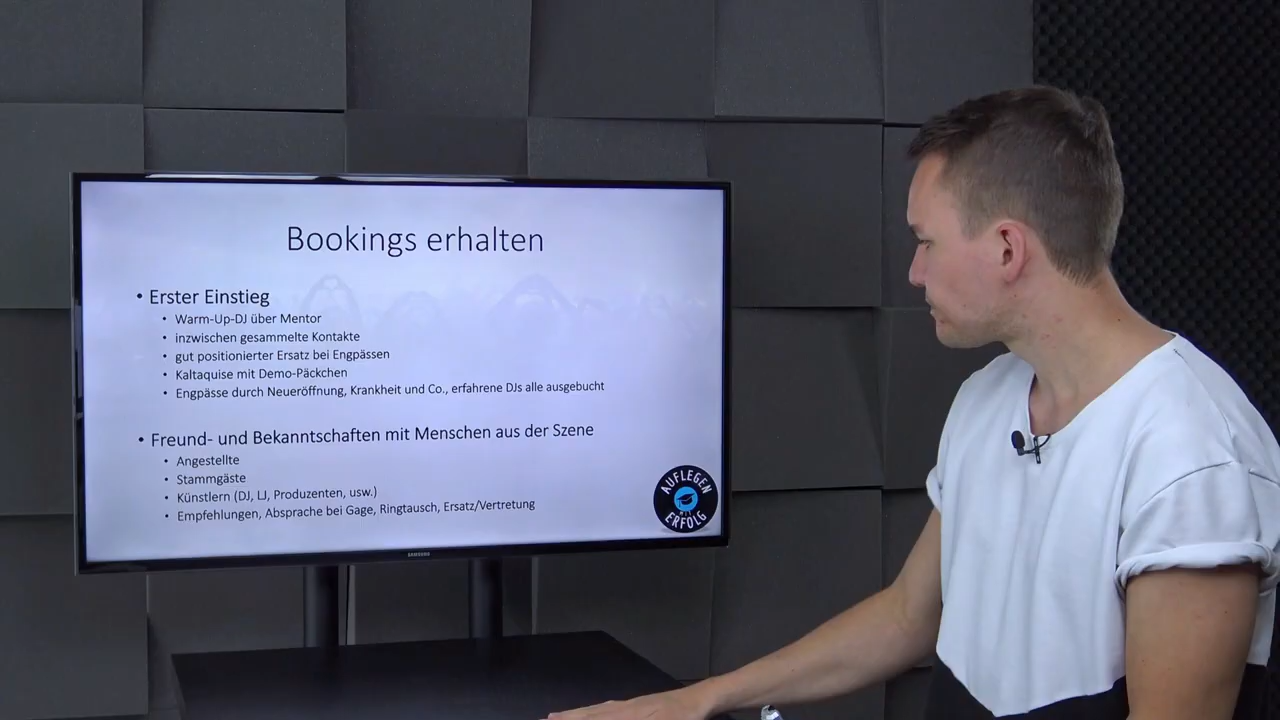 Bookings erhalten
• Erster Einstieg
• Warm-Up-DJ über Mentor
• inzwischen gesammelte Kontakte
• gut positionierter Ersatz bei Engpässen
• Kaltaquise mit Demo-Päckchen
• Engpässe durch Neueröffnung, Krankheit und Co., erfahrene DJs alle ausgebucht
• Freund- und Bekanntschaften mit Menschen aus der Szene
• Angestellte
• Stammgäste
• Künstlern (DJ, LJ, Produzenten, usw.)
• Empfehlungen, Absprache bei Gage, Ringtausch, Ersatz/Vertretung
AUFLEGEN
MIT
ERFOLG
SAMSUNG